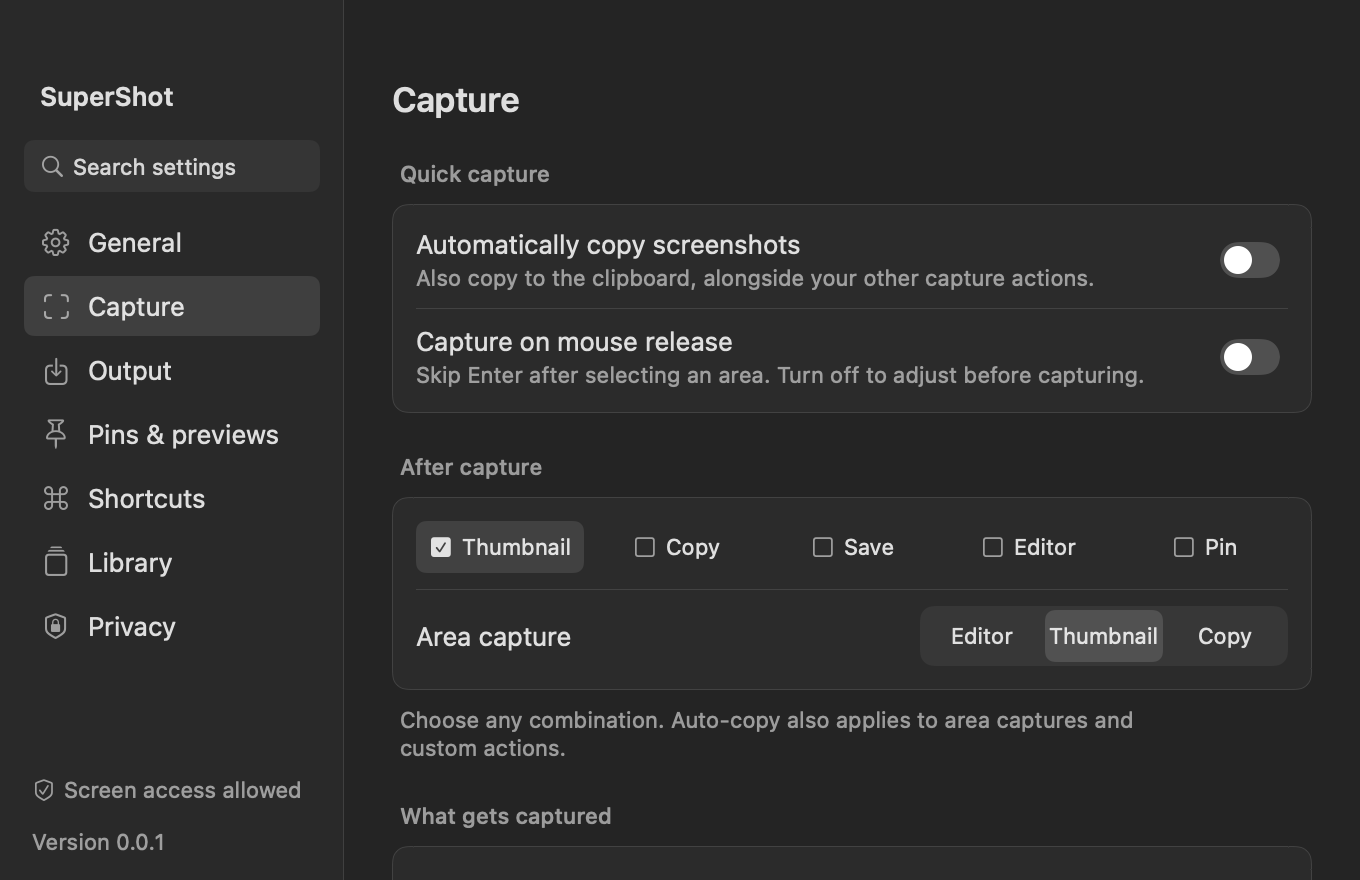 SuperShot
Search settings
General
Capture
Output
Pins & previews
Shortcuts
Library
Privacy
Screen access allowed
Version 0.0.1
Capture
Quick capture
Automatically copy screenshots
Also copy to the clipboard, alongside your other capture actions.
Capture on mouse release
Skip Enter after selecting an area. Turn off to adjust before capturing.
After capture
Thumbnail Copy Save Editor Pin
Area capture Editor Thumbnail Copy
Choose any combination. Auto-copy also applies to area captures and
custom actions.
What gets captured